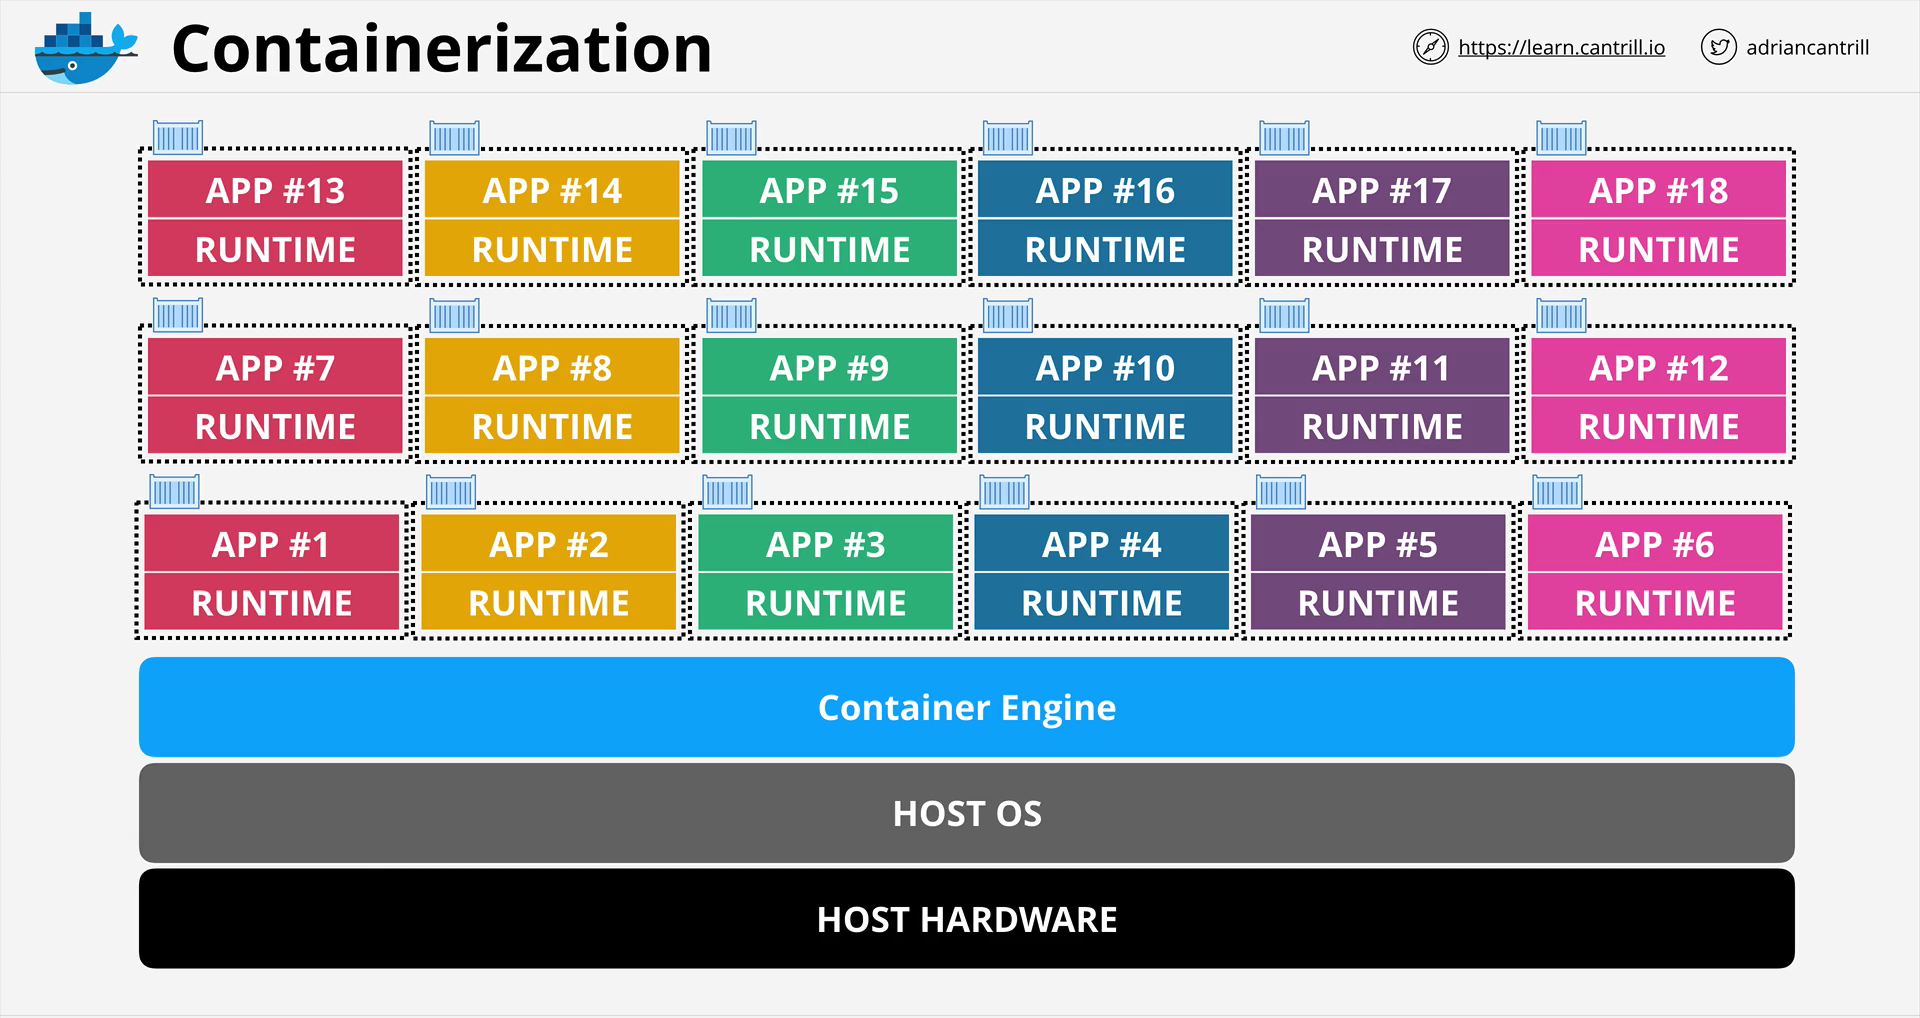 Containerization
https://learn.cantrill.io
adriancantrill
APP #13
RUNTIME
APP #14
RUNTIME
APP #15
RUNTIME
APP #16
RUNTIME
APP #17
RUNTIME
APP #18
RUNTIME
APP #7
RUNTIME
APP #8
RUNTIME
APP #9
RUNTIME
APP #10
RUNTIME
APP #11
RUNTIME
APP #12
RUNTIME
APP #1
RUNTIME
APP #2
RUNTIME
APP #3
RUNTIME
APP #4
RUNTIME
APP #5
RUNTIME
APP #6
RUNTIME
Container Engine
HOST OS
HOST HARDWARE